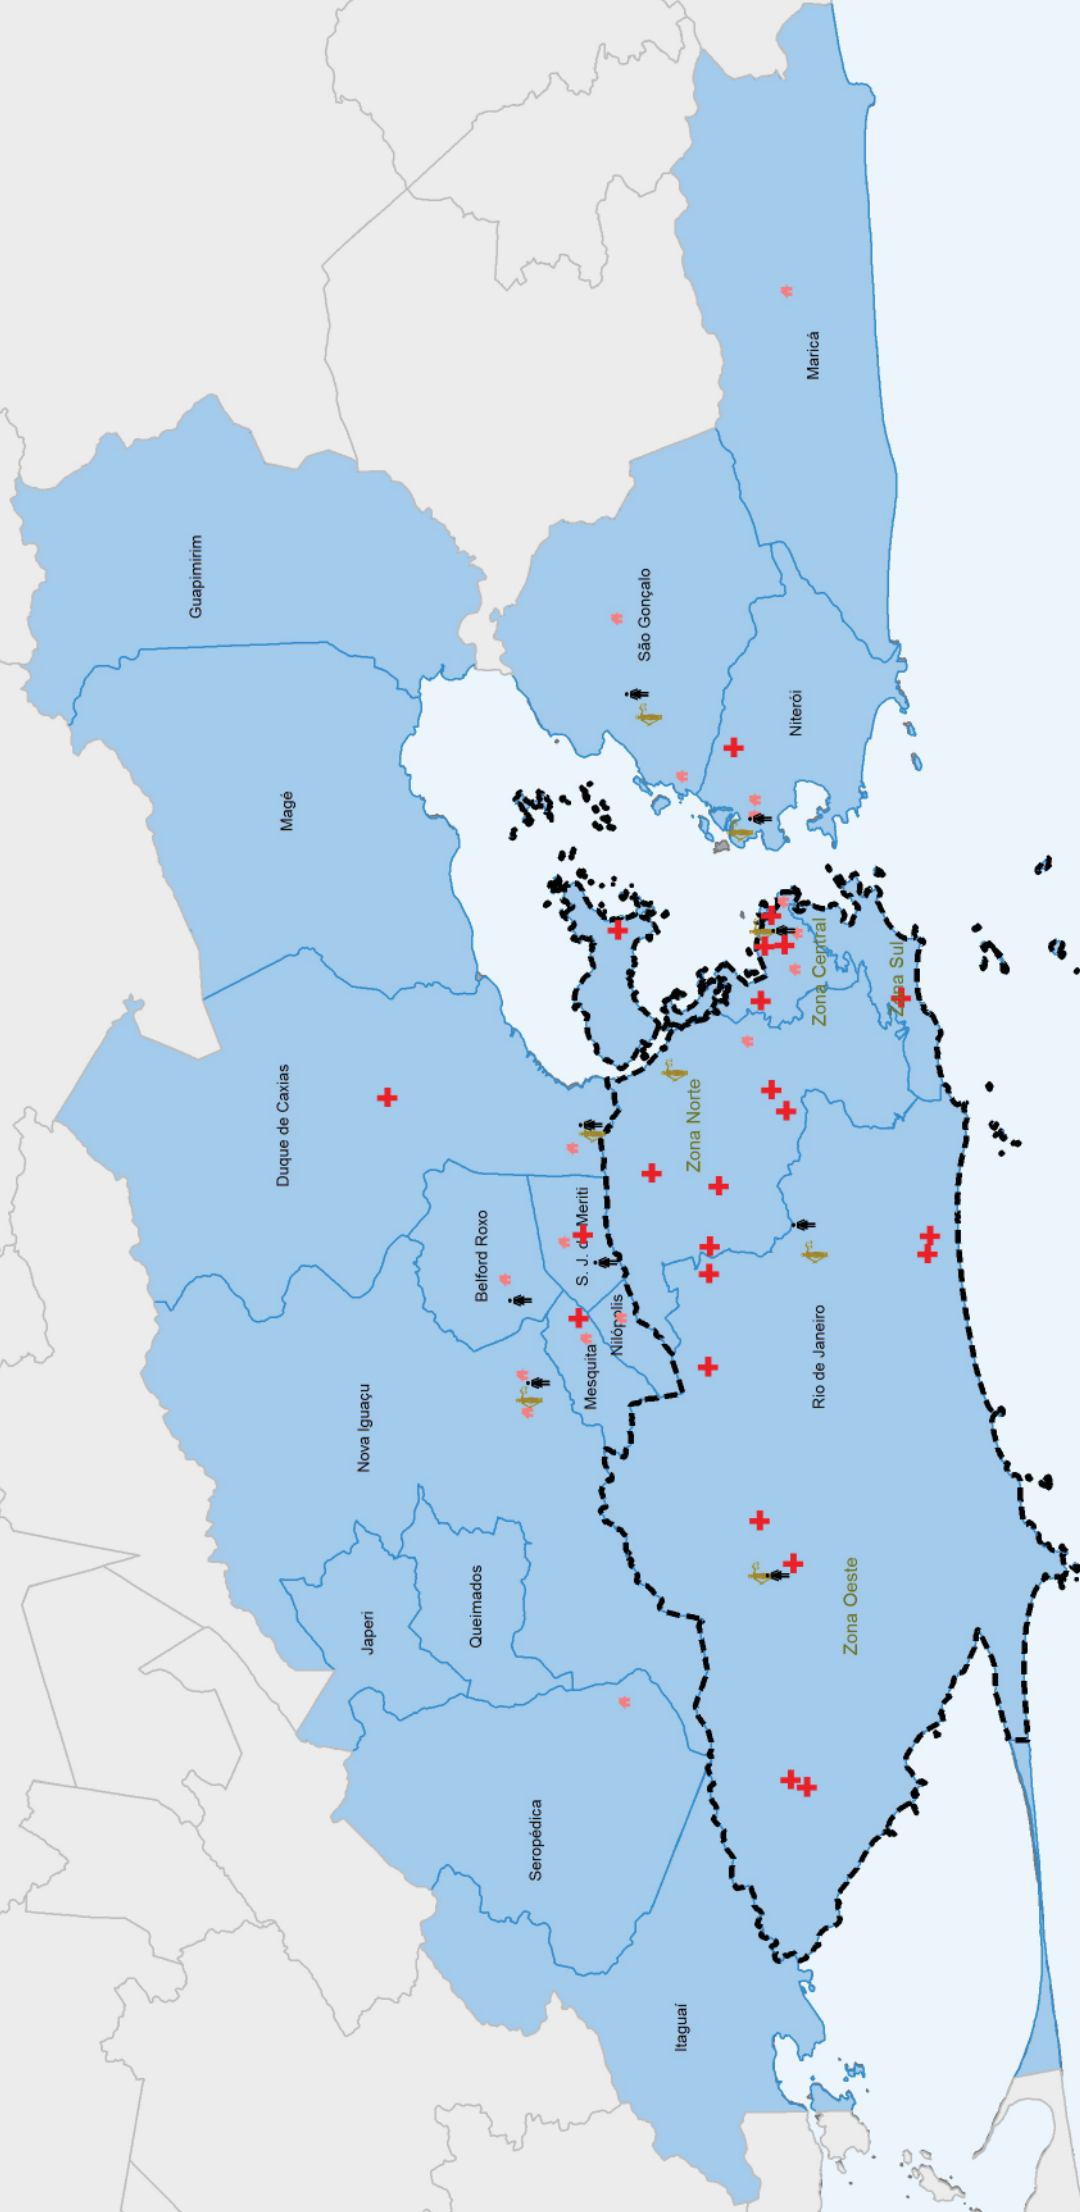 Guapimirim
Magé
Duque de Caxias
Nova Iguaçu
Japeri
Queimados
Belford Roxo
Seropédica
S. J. de Meriti
Mesquita
Nilópolis
São Gonçalo
Itaguaí
Zona Norte
Niterói
Maricá
Zona Central
Rio de Janeiro
Zona Oeste
Zona Sul